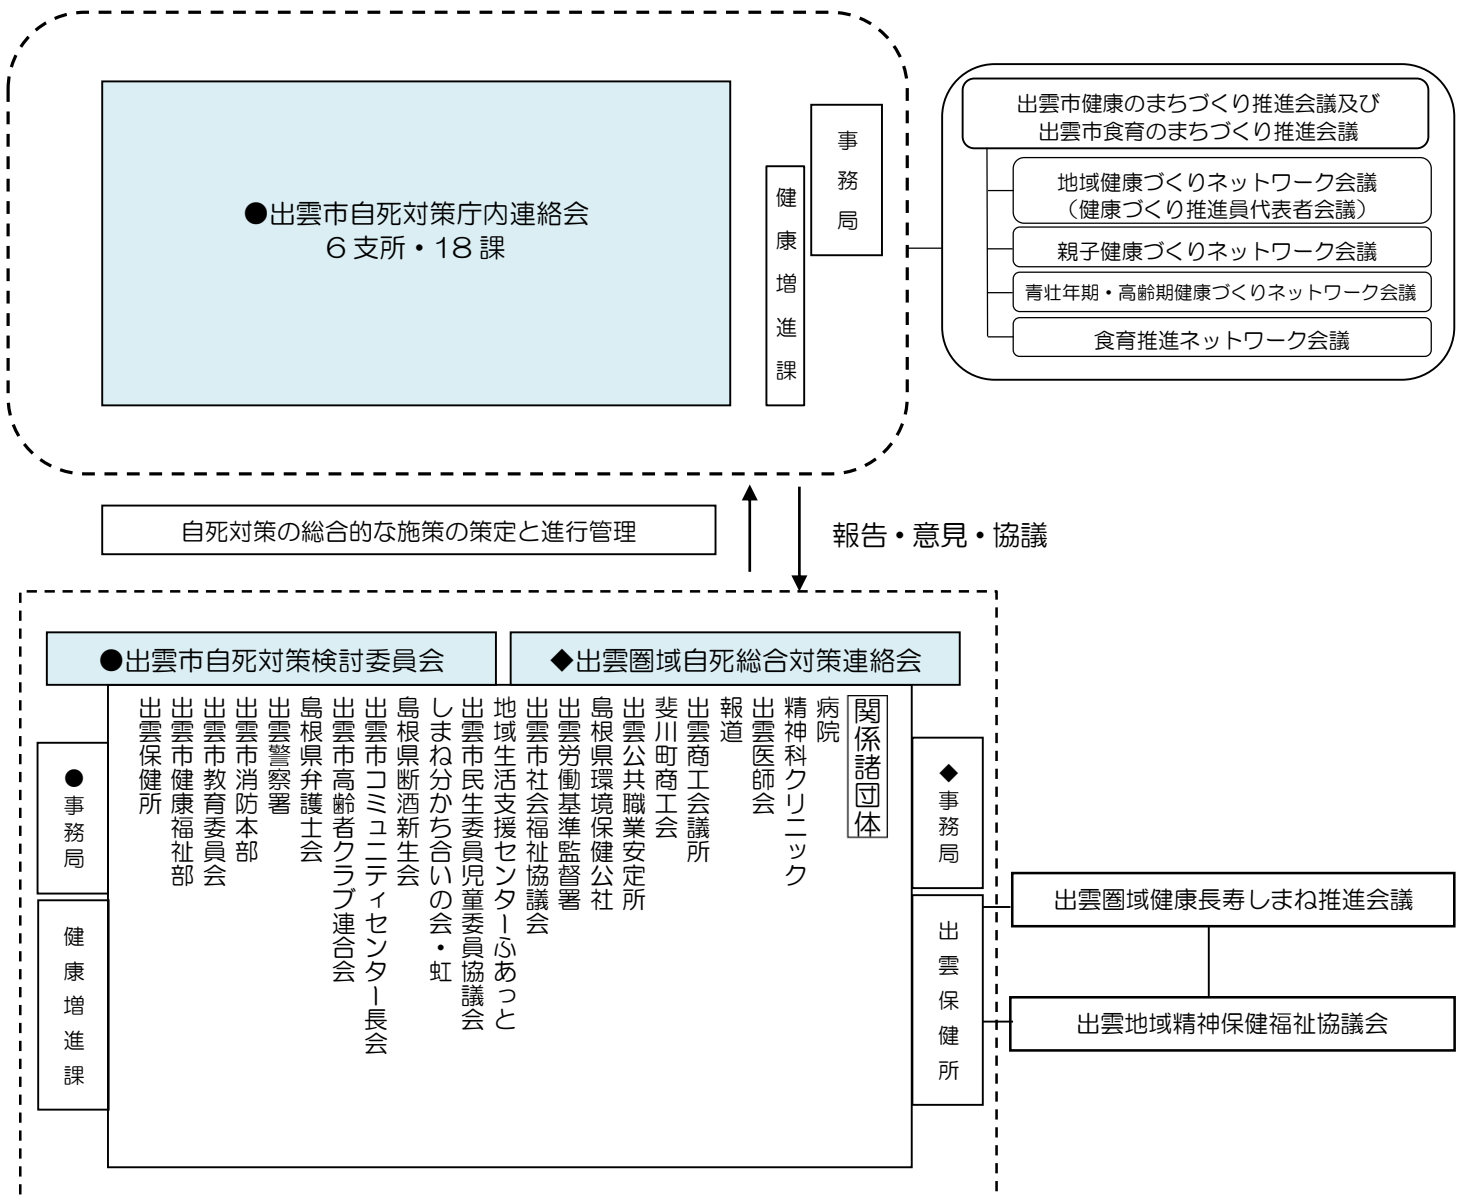 ●出雲市自死対策庁内連絡会
6支所・18課
事務局
健康増進課
出雲市健康のまちづくり推進会議及び
出雲市食育のまちづくり推進会議
地域健康づくりネットワーク会議
（健康づくり推進員代表者会議）
親子健康づくりネットワーク会議
青壮年期・高齢期健康づくりネットワーク会議
食育推進ネットワーク会議
自死対策の総合的な施策の策定と進行管理
報告・意見・協議
●出雲市自死対策検討委員会
◆出雲圏域自死総合対策連絡会
関係諸団体
病院
精神科クリニック
出雲医師会
報道
出雲商工会議所
斐川町商工会
出雲公共職業安定所
島根県環境保健公社
出雲労働基準監督署
出雲市社会福祉協議会
地域生活支援センターふあっと
出雲市民生委員児童委員協議会
しまね分かち合いの会・虹
島根県断酒新生会
出雲市コミュニティセンター長会
出雲市高齢者クラブ連合会
島根県弁護士会
出雲警察署
出雲市消防本部
出雲市教育委員会
出雲市健康福祉部
出雲保健所
●事務局
健康増進課
◆事務局
出雲保健所
出雲圏域健康長寿しまね推進会議
出雲地域精神保健福祉協議会